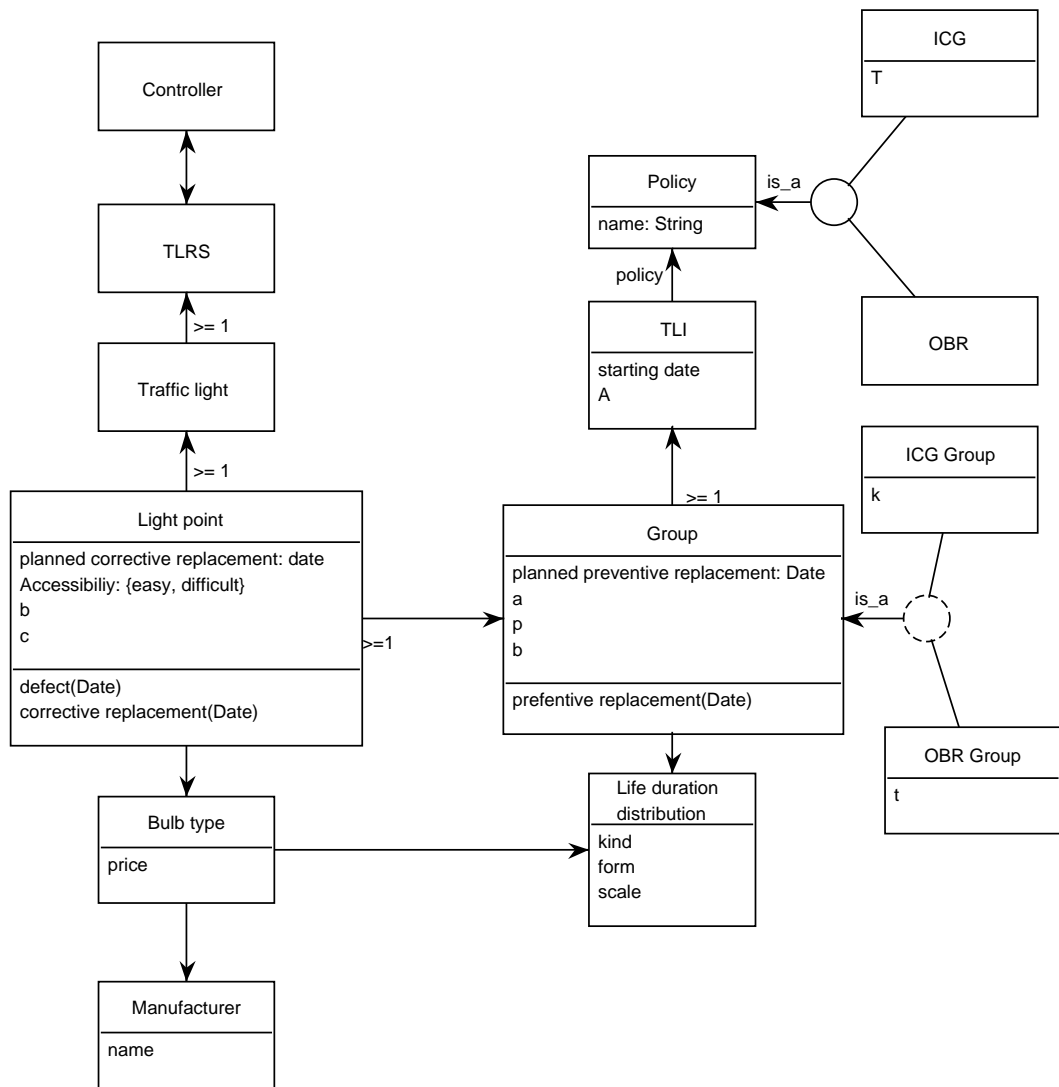 ICG
T
Controller
Policy
name: String
is_a
TLRS
policy
>= 1
TLI
starting date
A
OBR
Traffic light
>= 1
ICG Group
k
>= 1
Light point
planned corrective replacement: date
Accessibiliy: {easy, difficult}
b
c
defect(Date)
corrective replacement(Date)
>=1
Group
planned preventive replacement: Date
a
p
b
prefentive replacement(Date)
is_a
OBR Group
t
Bulb type
price
Life duration
distribution
kind
form
scale
Manufacturer
name